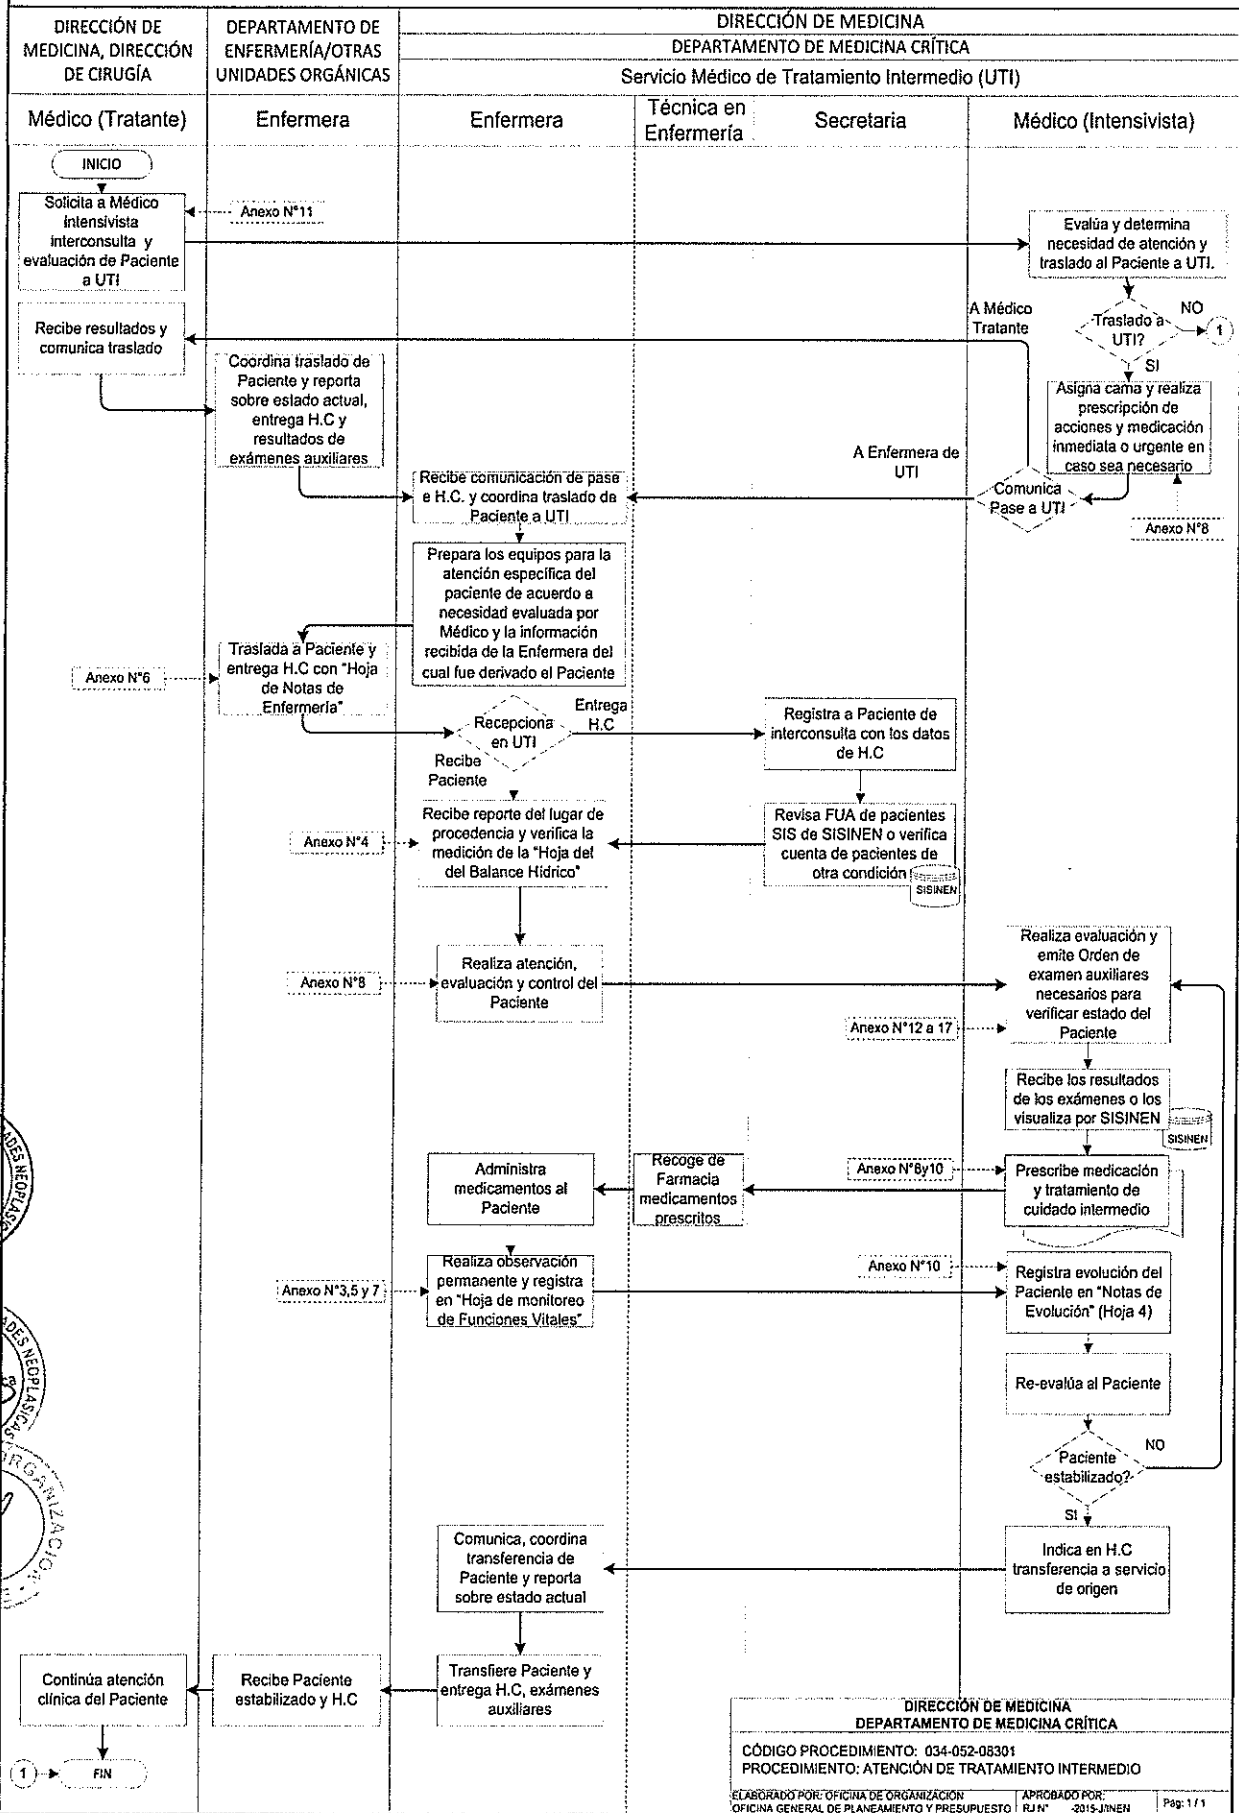 DIRECCIÓN DE
MEDICINA, DIRECCIÓN
DE CIRUGÍA
DEPARTAMENTO DE
ENFERMERÍA/OTRAS
UNIDADES ORGÁNICAS
DIRECCIÓN DE MEDICINA
DEPARTAMENTO DE MEDICINA CRÍTICA
Servicio Médico de Tratamiento Intermedio (UTI)
Médico (Tratante)
Enfermera
Enfermera
Técnica en
Enfermería
Secretaria
Médico (Intensivista)
INICIO
Solicita a Médico
intensivista
interconsulta y
evaluación de Paciente
a UTI
Anexo N°11
Evalúa y determina
necesidad de atención y
traslado al Paciente a UTI.
Traslado a
UTI?
NO
1
SI
A Médico
Tratante
Recibe resultados y
comunica traslado
Coordina traslado de
Paciente y reporta
sobre estado actual,
entrega H.C y
resultados de
exámenes auxiliares
Asigna cama y realiza
prescripción de
acciones y medicación
inmediata o urgente en
caso sea necesario
A Enfermera de
UTI
Comunica
Pase a UTI
Anexo N°8
Recibe comunicación de pase
e H.C. y coordina traslado de
Paciente a UTI
Prepara los equipos para la
atención específica del
paciente de acuerdo a
necesidad evaluada por
Médico y la información
recibida de la Enfermera del
cual fue derivado el Paciente
Anexo N°6
Traslada a Paciente y
entrega H.C con "Hoja
de Notas de
Enfermería"
Recepciona
en UTI
Entrega
H.C
Recibe
Paciente
Registra a Paciente de
interconsulta con los datos
de H.C
Anexo N°4
Recibe reporte del lugar de
procedencia y verifica la
medición de la "Hoja del
del Balance Hídrico"
Revisa FUA de pacientes
SIS de SISINEN o verifica
cuenta de pacientes de
otra condición
SISINEN
Anexo N°8
Realiza atención,
evaluación y control del
Paciente
Realiza evaluación y
emite Orden de
examen auxiliares
necesarios para
verificar estado del
Paciente
Anexo N°12 a 17
Recibe los resultados
de los exámenes o los
visualiza por SISINEN
SISINEN
Administra
medicamentos al
Paciente
Recoge de
Farmacia
medicamentos
prescritos
Anexo N°8y10
Prescribe medicación
y tratamiento de
cuidado intermedio
Anexo N°3,5 y 7
Realiza observación
permanente y registra
en "Hoja de monitoreo
de Funciones Vitales"
Anexo N°10
Registra evolución del
Paciente en "Notas de
Evolución" (Hoja 4)
Re-evalúa al Paciente
Paciente
estabilizado?
NO
SI
Comunica, coordina
transferencia de
Paciente y reporta
sobre estado actual
Indica en H.C
transferencia a servicio
de origen
Continúa atención
clínica del Paciente
Recibe Paciente
estabilizado y H.C
Transfiere Paciente y
entrega H.C, exámenes
auxiliares
1
FIN
DIRECCIÓN DE MEDICINA
DEPARTAMENTO DE MEDICINA CRÍTICA
CÓDIGO PROCEDIMIENTO: 034-052-08301
PROCEDIMIENTO: ATENCIÓN DE TRATAMIENTO INTERMEDIO
ELABORADO POR: OFICINA DE ORGANIZACIÓN
OFICINA GENERAL DE PLANEAMIENTO Y PRESUPUESTO
APROBADO POR:
RJ N° -2015-J/INEN
Pág: 1 / 1
NEOPLASICAS
ORGANIZACION